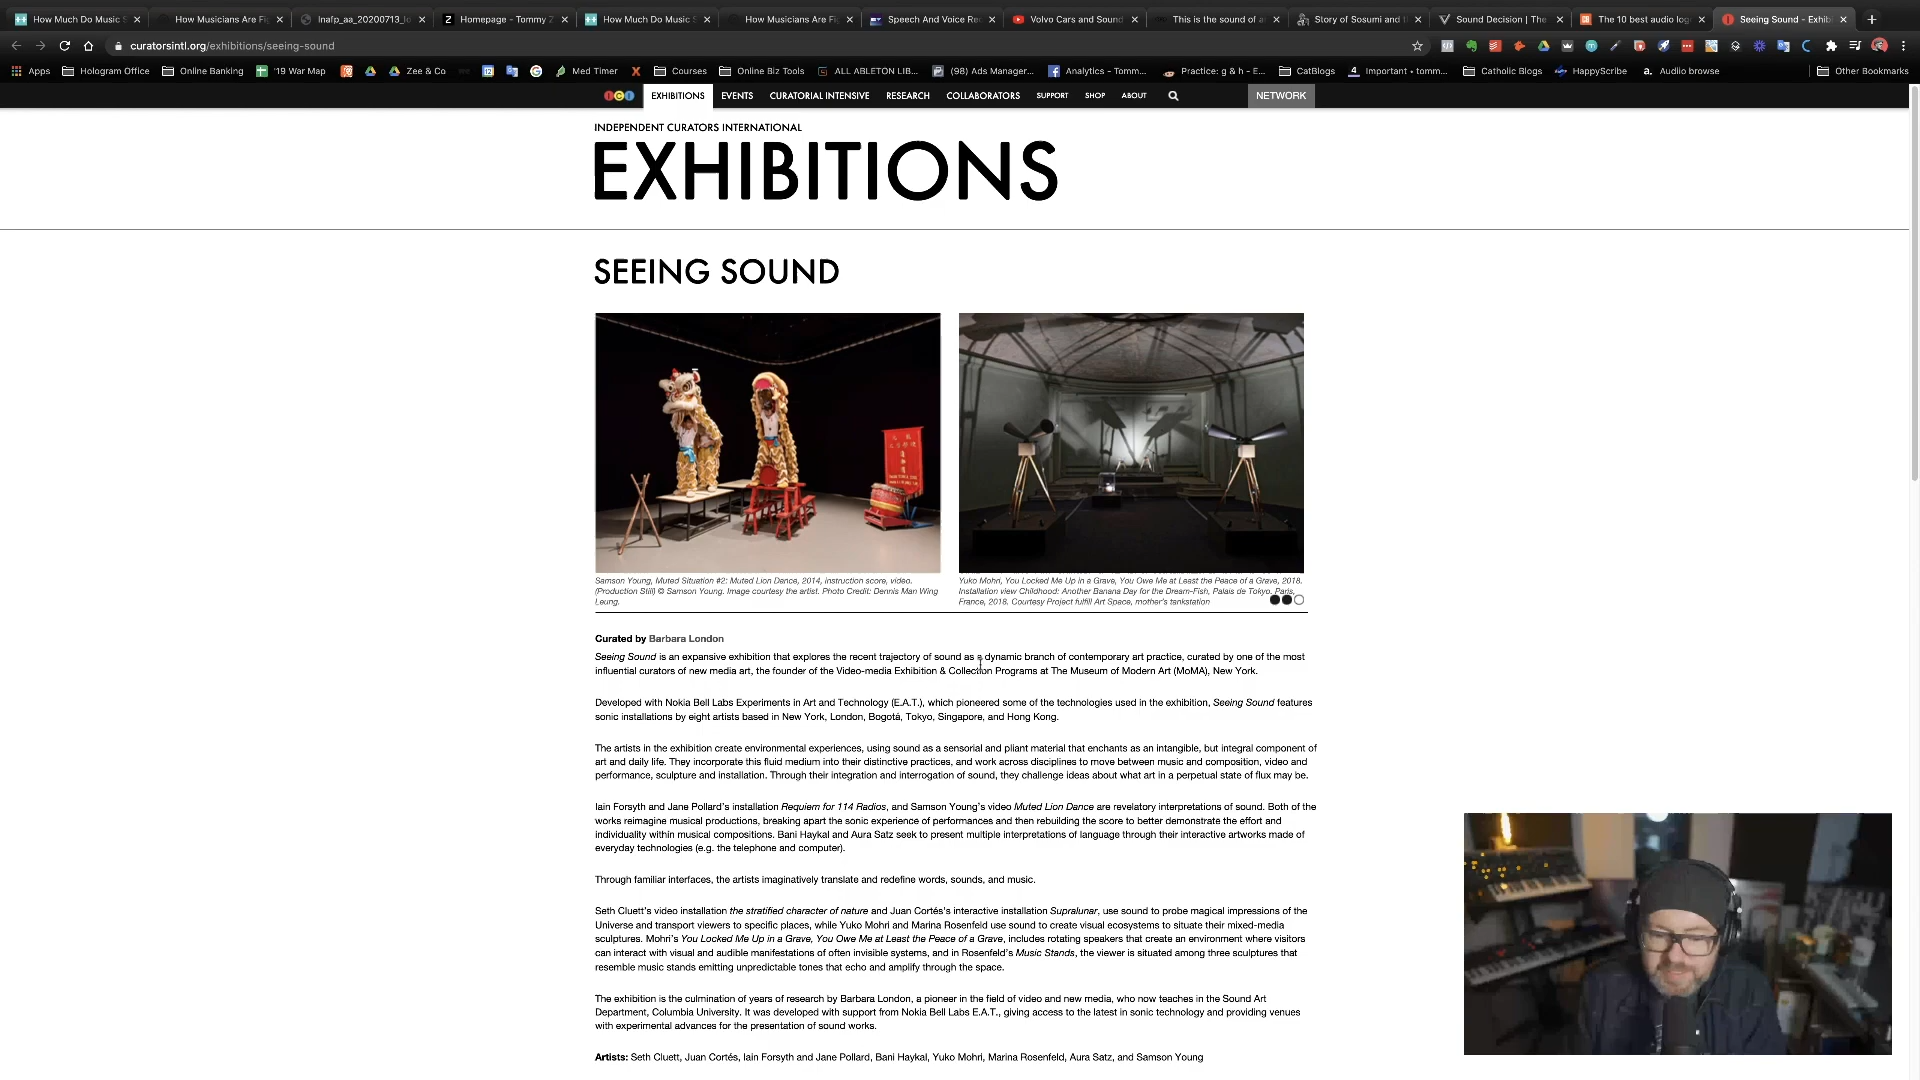 How Much Do Music S
How Musicians Are Fi
lnafp_aa_20200713_lo
Homepage - Tommy Z
How Much Do Music S
How Musicians Are Fi
Speech And Voice Rec
Volvo Cars and Sound
This is the sound of a
Story of Sosumi and t
Sound Decision | The
The 10 best audio log
Seeing Sound - Exhibi
curatorsintl.org/exhibitions/seeing-sound
Apps Hologram Office Online Banking '19 War Map Zee & Co Med Timer Courses Online Biz Tools ALL ABLETON LIB... (98) Ads Manager... Analytics - Tomm... Practice: g & h - E... CatBlogs Important • tomm... Catholic Blogs HappyScribe Audiio browse Other Bookmarks
ICI EXHIBITIONS EVENTS CURATORIAL INTENSIVE RESEARCH COLLABORATORS SUPPORT SHOP ABOUT NETWORK
INDEPENDENT CURATORS INTERNATIONAL
EXHIBITIONS
SEEING SOUND
Samson Young, Muted Situation #2: Muted Lion Dance, 2014, instruction score, video.
(Production Still) © Samson Young. Image courtesy the artist. Photo Credit: Dennis Man Wing
Leung.
Yuko Mohri, You Locked Me Up in a Grave, You Owe Me at Least the Peace of a Grave, 2018.
Installation view Childhood: Another Banana Day for the Dream-Fish, Palais de Tokyo. Paris,
France, 2018. Courtesy Project fulfill Art Space, mother's tankstation
Curated by Barbara London
Seeing Sound is an expansive exhibition that explores the recent trajectory of sound as a dynamic branch of contemporary art practice, curated by one of the most
influential curators of new media art, the founder of the Video-media Exhibition & Collection Programs at The Museum of Modern Art (MoMA), New York.
Developed with Nokia Bell Labs Experiments in Art and Technology (E.A.T.), which pioneered some of the technologies used in the exhibition, Seeing Sound features
sonic installations by eight artists based in New York, London, Bogotá, Tokyo, Singapore, and Hong Kong.
The artists in the exhibition create environmental experiences, using sound as a sensorial and pliant material that enchants as an intangible, but integral component of
art and daily life. They incorporate this fluid medium into their distinctive practices, and work across disciplines to move between music and composition, video and
performance, sculpture and installation. Through their integration and interrogation of sound, they challenge ideas about what art in a perpetual state of flux may be.
Iain Forsyth and Jane Pollard's installation Requiem for 114 Radios, and Samson Young's video Muted Lion Dance are revelatory interpretations of sound. Both of the
works reimagine musical productions, breaking apart the sonic experience of performances and then rebuilding the score to better demonstrate the effort and
individuality within musical compositions. Bani Haykal and Aura Satz seek to present multiple interpretations of language through their interactive artworks made of
everyday technologies (e.g. the telephone and computer).
Through familiar interfaces, the artists imaginatively translate and redefine words, sounds, and music.
Seth Cluett's video installation the stratified character of nature and Juan Cortés's interactive installation Supralunar, use sound to probe magical impressions of the
Universe and transport viewers to specific places, while Yuko Mohri and Marina Rosenfeld use sound to create visual ecosystems to situate their mixed-media
sculptures. Mohri's You Locked Me Up in a Grave, You Owe Me at Least the Peace of a Grave, includes rotating speakers that create an environment where visitors
can interact with visual and audible manifestations of often invisible systems, and in Rosenfeld's Music Stands, the viewer is situated among three sculptures that
resemble music stands emitting unpredictable tones that echo and amplify through the space.
The exhibition is the culmination of years of research by Barbara London, a pioneer in the field of video and new media, who now teaches in the Sound Art
Department, Columbia University. It was developed with support from Nokia Bell Labs E.A.T., giving access to the latest in sonic technology and providing venues
with experimental advances for the presentation of sound works.
Artists: Seth Cluett, Juan Cortés, Iain Forsyth and Jane Pollard, Bani Haykal, Yuko Mohri, Marina Rosenfeld, Aura Satz, and Samson Young